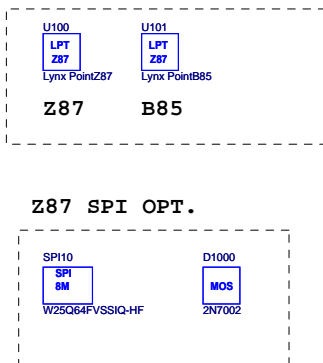 U100 U101
LPT LPT
Z87 Z87
Lynx PointZ87 Lynx PointB85
Z87 B85
Z87 SPI OPT.
SPI10 D1000
SPI
8M MOS
W25Q64FVSSIQ-HF 2N7002